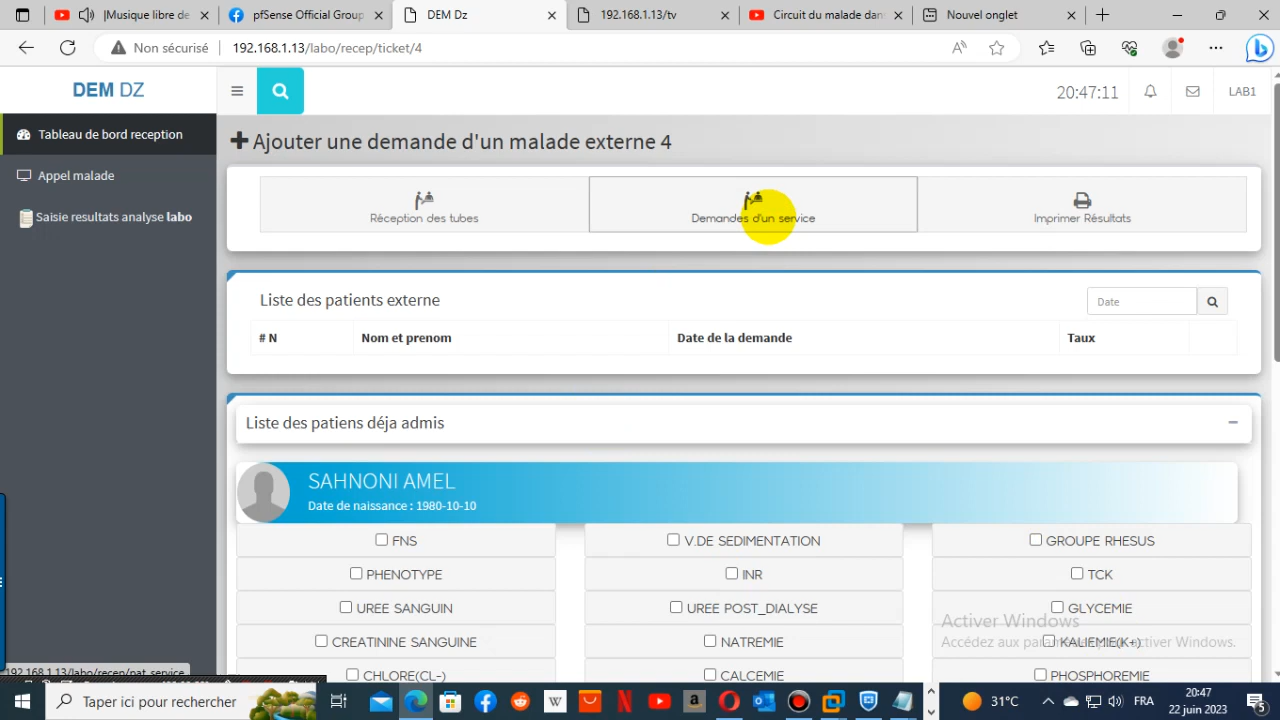 |Musique libre de
pfSense Official Group
DEM Dz
192.168.1.13/tv
Circuit du malade dan
Nouvel onglet
Non sécurisé
192.168.1.13/labo/recep/ticket/4
DEM DZ
20:47:11
LAB1
Tableau de bord reception
Appel malade
Saisie resultats analyse labo
Ajouter une demande d'un malade externe 4
Réception des tubes
Demandes d'un service
Imprimer Résultats
Liste des patients externe
Date
# N
Nom et prenom
Date de la demande
Taux
Liste des patiens déja admis
SAHNONI AMEL
Date de naissance : 1980-10-10
FNS
V.DE SEDIMENTATION
GROUPE RHESUS
PHENOTYPE
INR
TCK
UREE SANGUIN
UREE POST_DIALYSE
GLYCEMIE
CREATININE SANGUINE
NATREMIE
KALIEMIE(K+)
CHLORE(CL-)
CALCEMIE
PHOSPHOREMIE
Activer Windows
192.168.1.13/labo/recep/pat_service
Taper ici pour rechercher
31°C
FRA
20:47
22 juin 2023
5